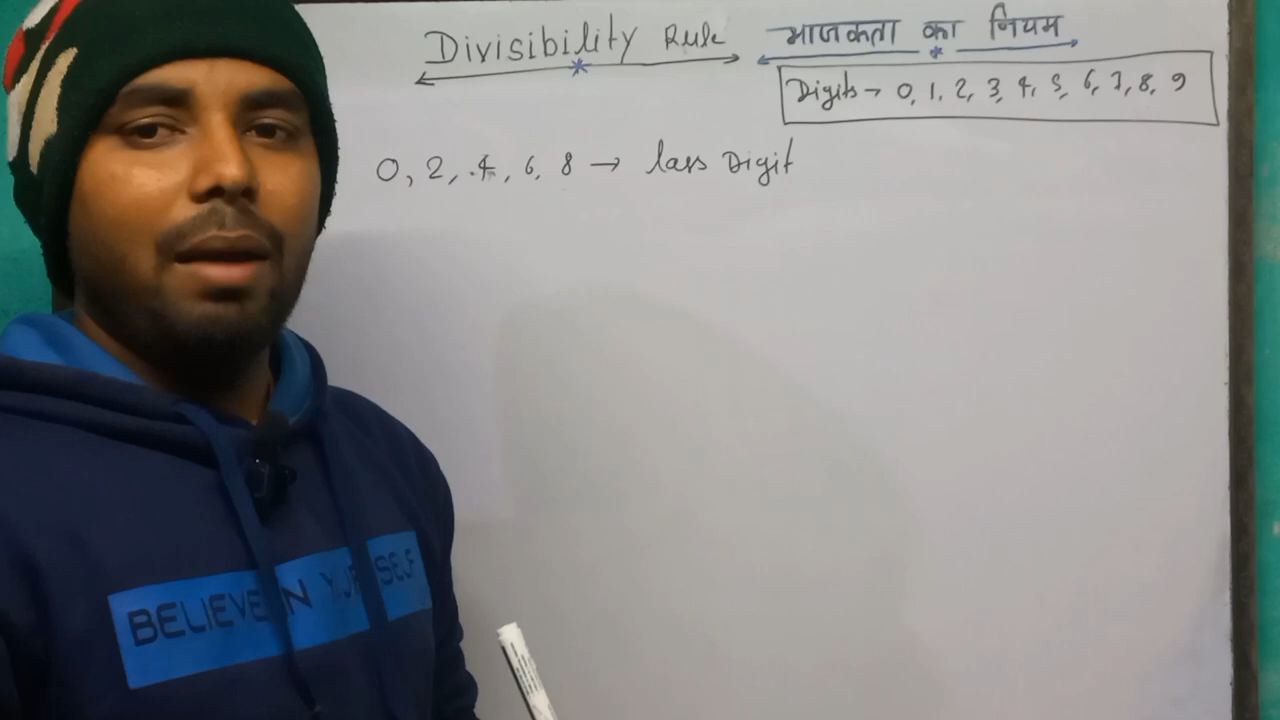 Divisibility Rule भाजकता का नियम
Digits → 0, 1, 2, 3, 4, 5, 6, 7, 8, 9
0, 2, 4, 6, 8 → lass Digit
BELIEVE IN YOURSELF